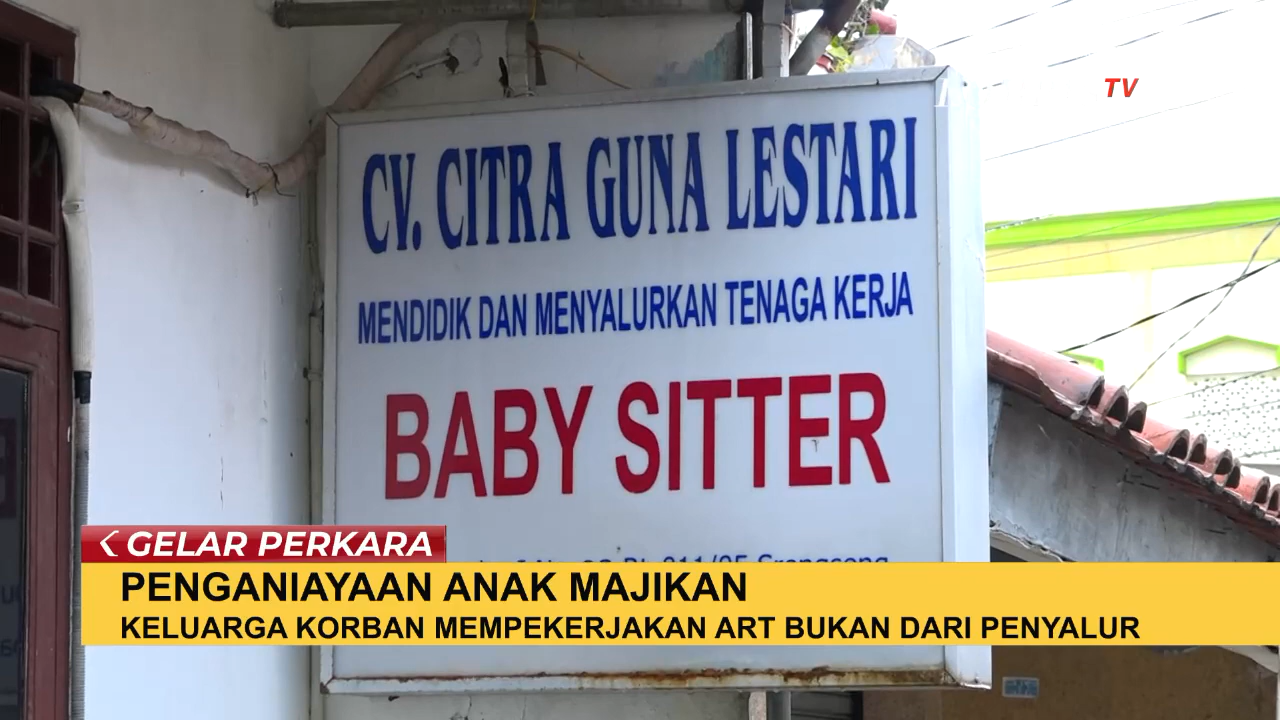 TV
CV. CITRA GUNA LESTARI
MENDIDIK DAN MENYALURKAN TENAGA KERJA
BABY SITTER
GELAR PERKARA
PENGANIAYAAN ANAK MAJIKAN
KELUARGA KORBAN MEMPEKERJAKAN ART BUKAN DARI PENYALUR